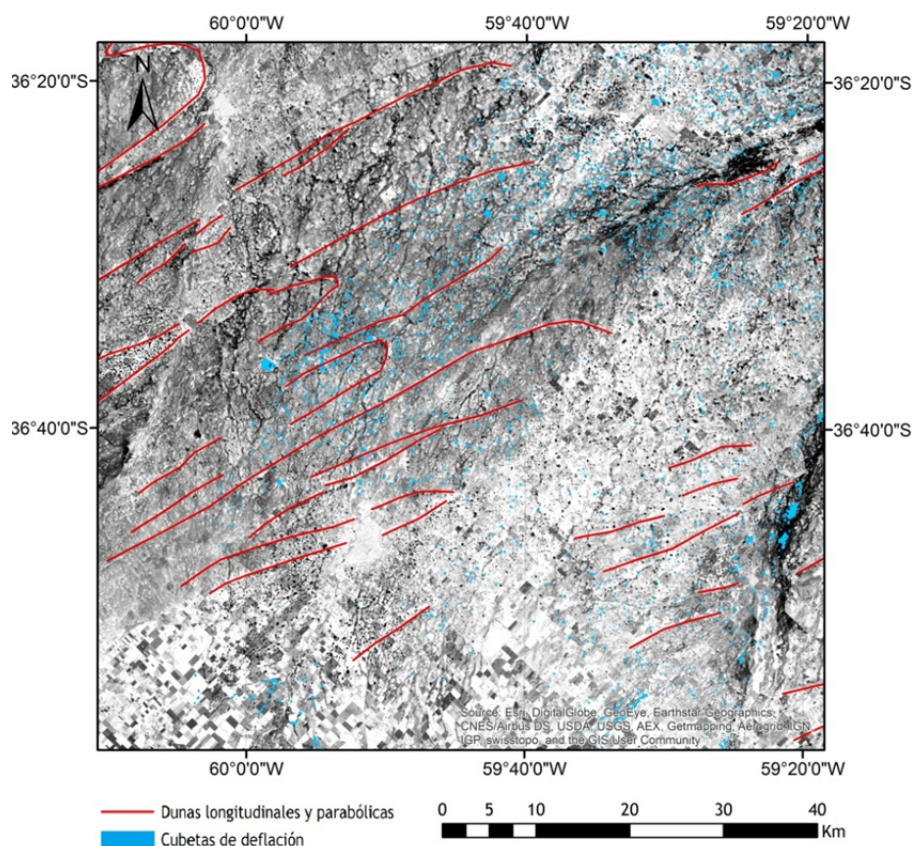 60°0'0"W 59°40'0"W 59°20'0"W
N
36°20'0"S 36°20'0"S
36°40'0"S 36°40'0"S
Source: Esri, DigitalGlobe, GeoEye, Earthstar Geographics,
CNES/Airbus DS, USDA, USGS, AEX, Getmapping, Aerogrid, IGN,
IGP, swisstopo, and the GIS User Community
60°0'0"W 59°40'0"W 59°20'0"W
Dunas longitudinales y parabólicas
Cubetas de deflación
0 5 10 20 30 40
Km